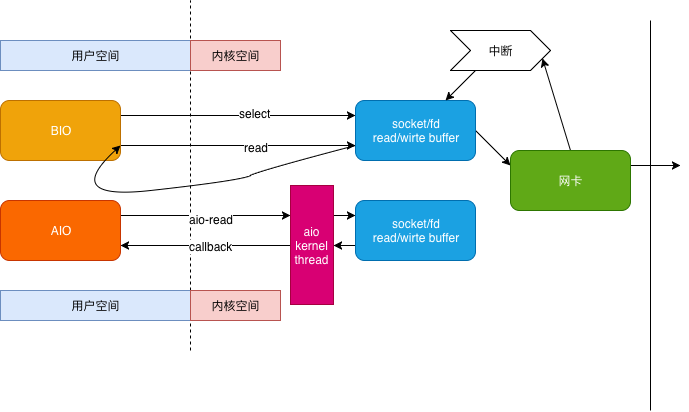 中断
用户空间
内核空间
BIO
select
read
socket/fd
read/wirte buffer
网卡
AIO
aio-read
callback
aio
kernel
thread
socket/fd
read/wirte buffer
用户空间
内核空间